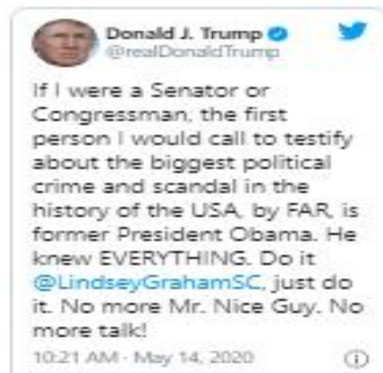 Donald J. Trump
@realDonaldTrump
If I were a Senator or
Congressman, the first
person I would call to testify
about the biggest political
crime and scandal in the
history of the USA, by FAR, is
former President Obama. He
knew EVERYTHING. Do it
@LindseyGrahamSC, just do
it. No more Mr. Nice Guy. No
more talk!
10:21 AM · May 14, 2020